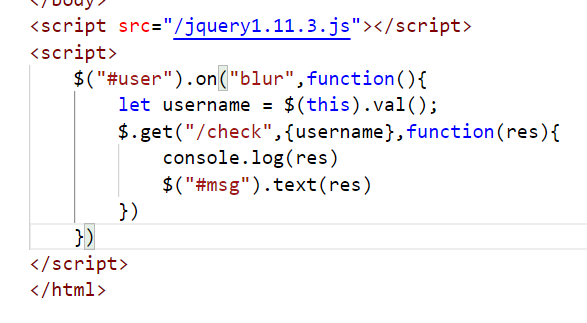 </body>
<script src="/jquery1.11.3.js"></script>
<script>
$("#user").on("blur",function(){
let username = $(this).val();
$.get("/check",{username},function(res){
console.log(res)
$("#msg").text(res)
})
})
</script>
</html>